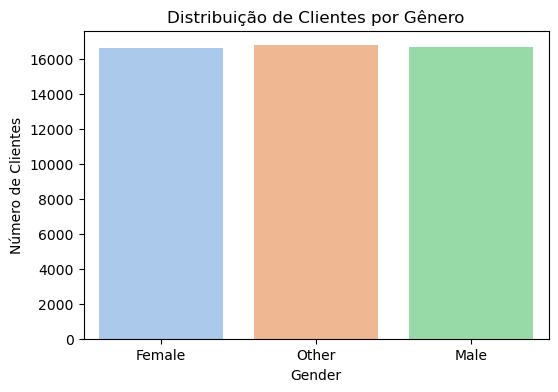 Distribuição de Clientes por Gênero
Número de Clientes
16000
14000
12000
10000
8000
6000
4000
2000
0
Female Other Male
Gender